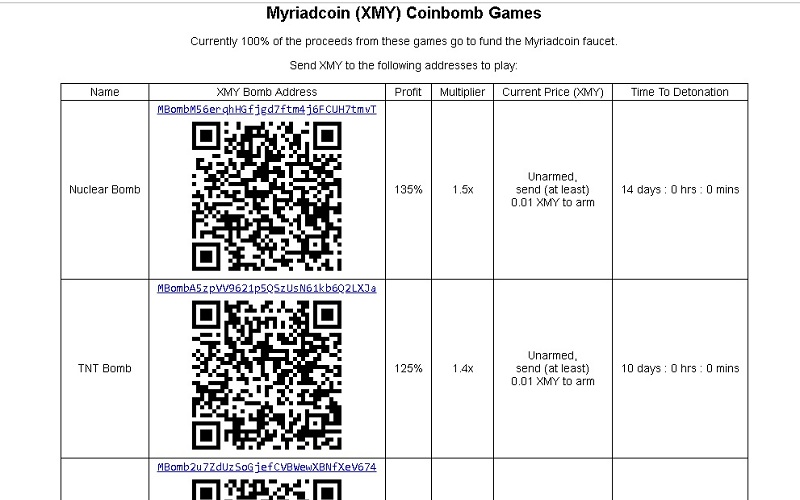 Myriadcoin (XMY) Coinbomb Games
Currently 100% of the proceeds from these games go to fund the Myriadcoin faucet.
Send XMY to the following addresses to play:
Name XMY Bomb Address Profit Multiplier Current Price (XMY) Time To Detonation
MBombM56erqhHGfjgd7ftm4j6FCUH7tmvT
Nuclear Bomb 135% 1.5x Unarmed, 14 days : 0 hrs : 0 mins
send (at least)
0.01 XMY to arm
MBombA5zpVV9621p5QSzUsN61kb6Q2LXJa
TNT Bomb 125% 1.4x Unarmed, 10 days : 0 hrs : 0 mins
send (at least)
0.01 XMY to arm
MBomb2u7ZdUzSoGjefCVBWewXBNfXeV674